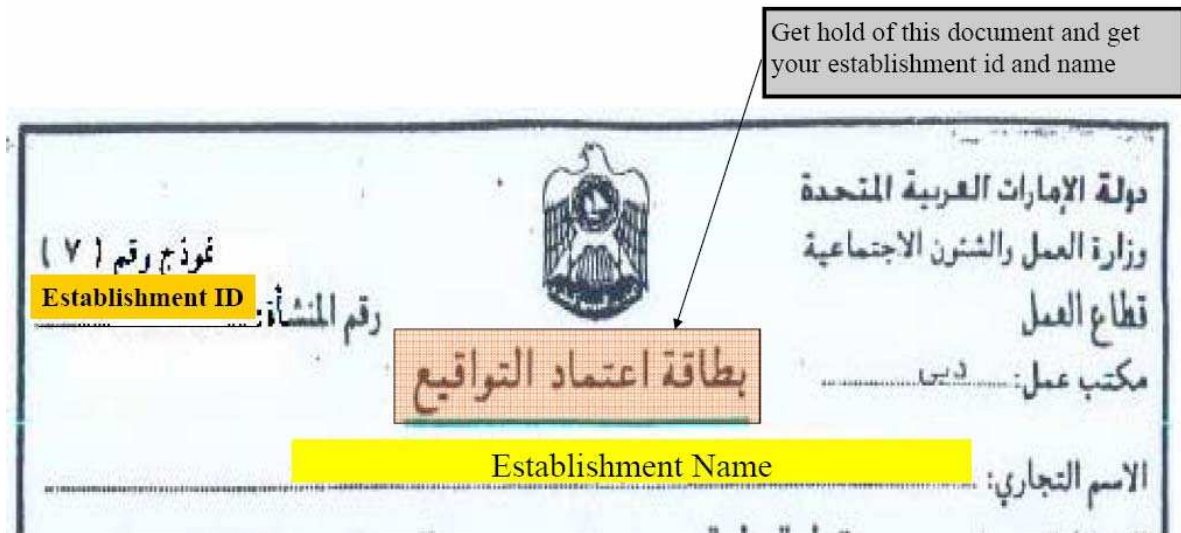 Get hold of this document and get
your establishment id and name
دولة الإمارات العربية المتحدة
وزارة العمل والشئون الاجتماعية
قطاع العمل
مكتب عمل: دبى
نموذج رقم ( ٧ )
Establishment ID
رقم المنشأة:
بطاقة اعتماد التواقيع
Establishment Name
الاسم التجاري: